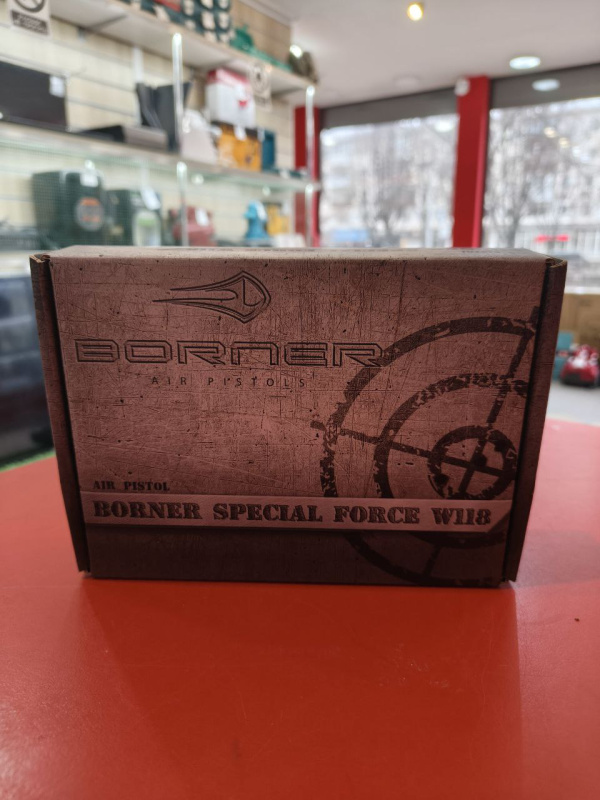 BORNER
AIR PISTOLS
AIR PISTOL
BORNER SPECIAL FORCE W118